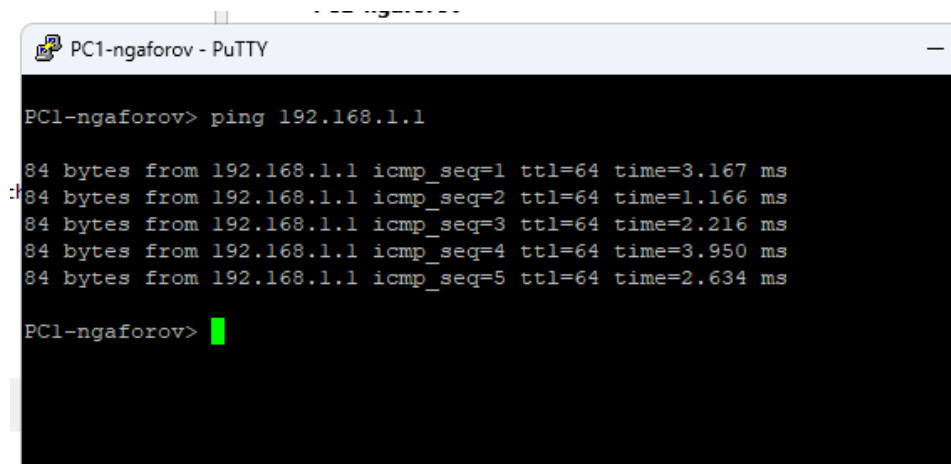 PC1-ngaforov - PuTTY
PC1-ngaforov> ping 192.168.1.1
84 bytes from 192.168.1.1 icmp_seq=1 ttl=64 time=3.167 ms
84 bytes from 192.168.1.1 icmp_seq=2 ttl=64 time=1.166 ms
84 bytes from 192.168.1.1 icmp_seq=3 ttl=64 time=2.216 ms
84 bytes from 192.168.1.1 icmp_seq=4 ttl=64 time=3.950 ms
84 bytes from 192.168.1.1 icmp_seq=5 ttl=64 time=2.634 ms
PC1-ngaforov>